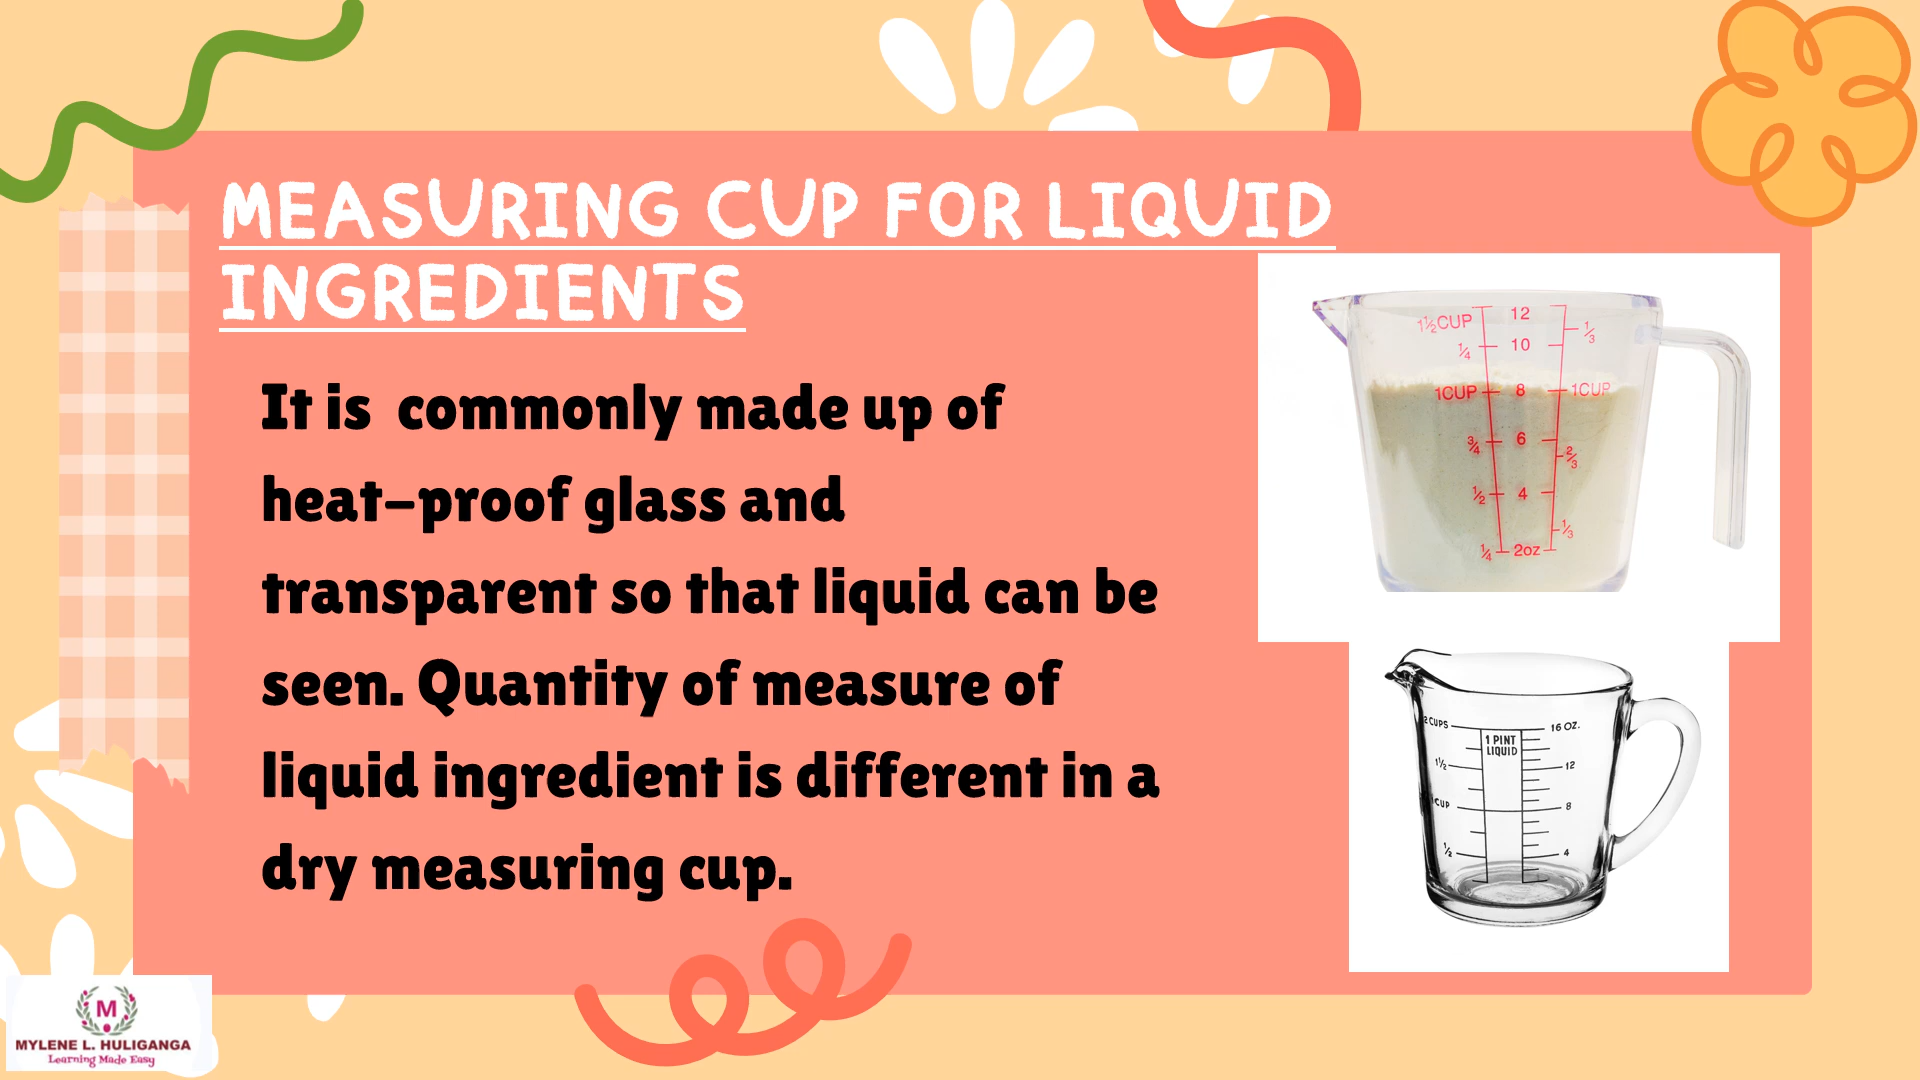 MEASURING CUP FOR LIQUID
INGREDIENTS
It is commonly made up of
heat-proof glass and
transparent so that liquid can be
seen. Quantity of measure of
liquid ingredient is different in a
dry measuring cup.
1½CUP 12 ⅓
¼ 10
1CUP 8 1CUP
¾ 6 ⅔
½ 4 ⅓
¼ 2oz
2 CUPS 16 OZ.
1 PINT
LIQUID
1½ 12
1 CUP 8
½ 4
M
MYLENE L. HULIGANGA
Learning Made Easy